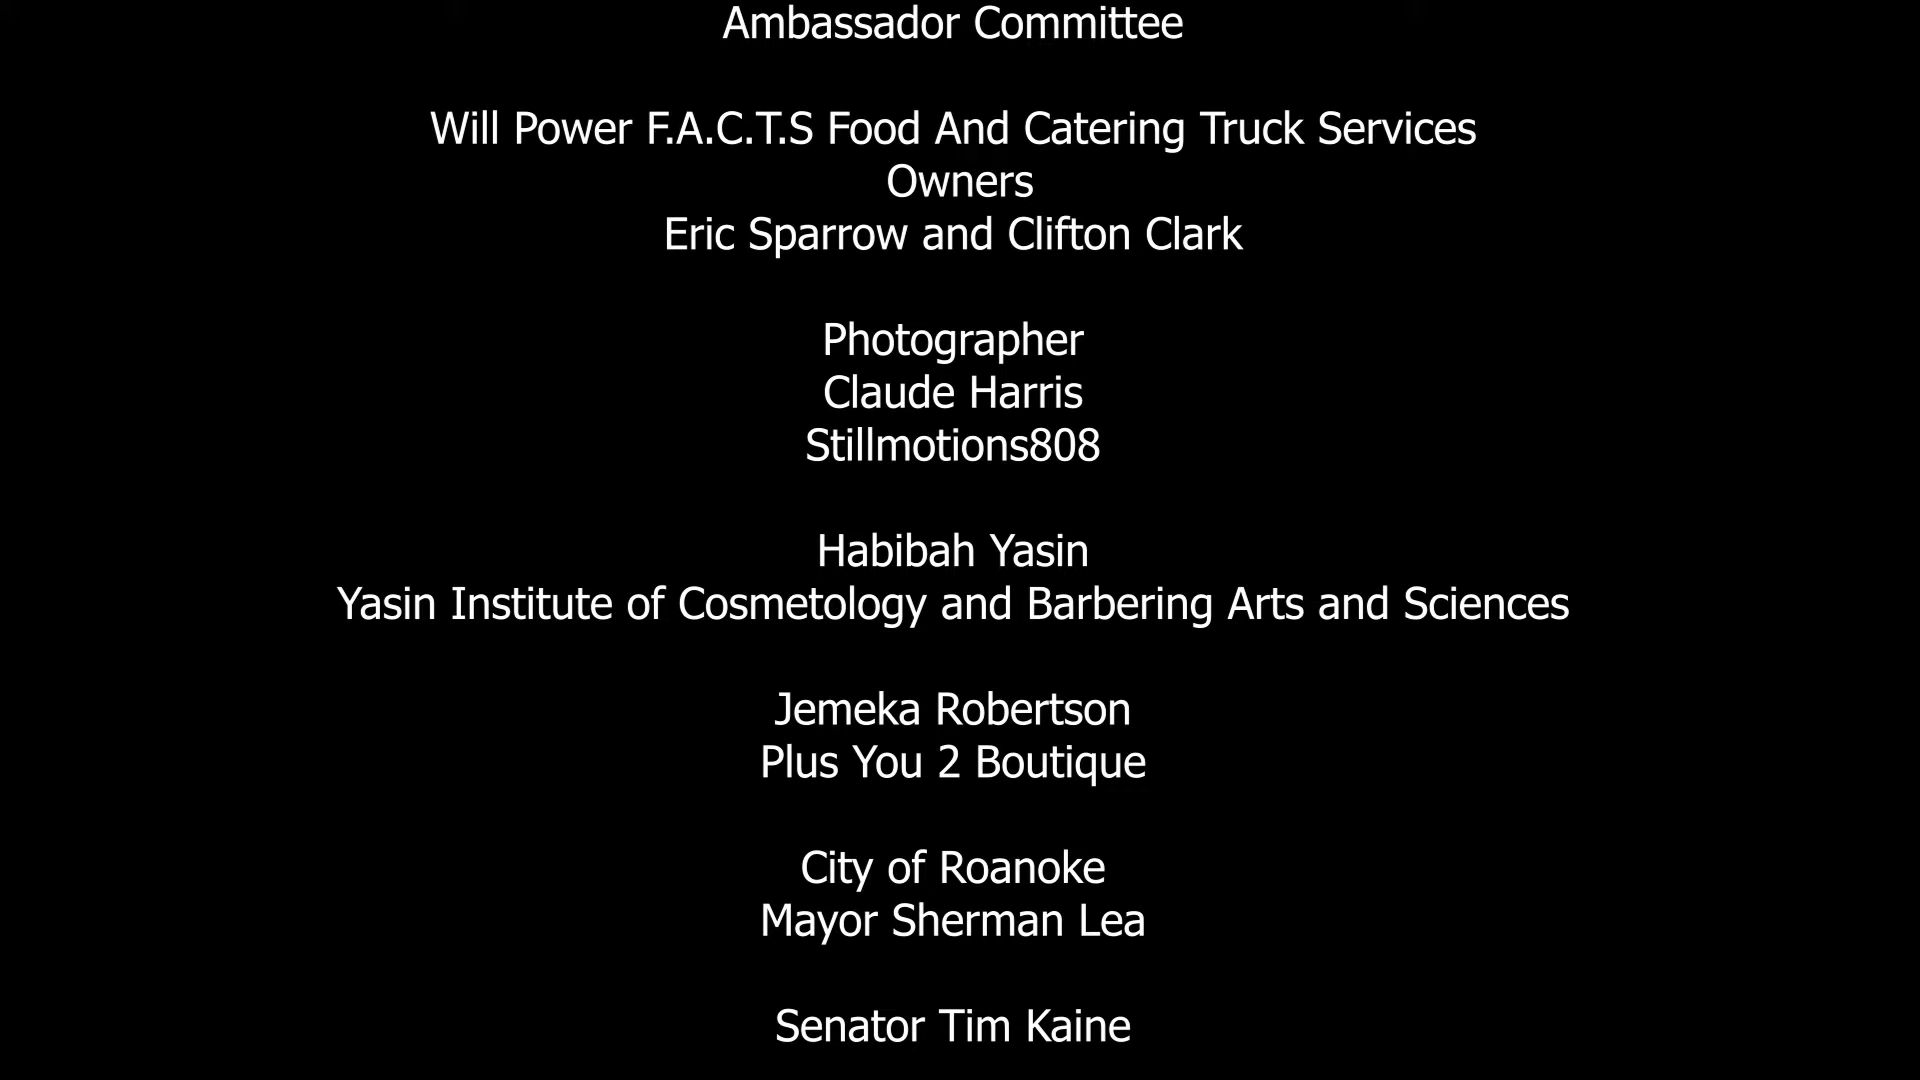 Ambassador Committee
Will Power F.A.C.T.S Food And Catering Truck Services
Owners
Eric Sparrow and Clifton Clark
Photographer
Claude Harris
Stillmotions808
Habibah Yasin
Yasin Institute of Cosmetology and Barbering Arts and Sciences
Jemeka Robertson
Plus You 2 Boutique
City of Roanoke
Mayor Sherman Lea
Senator Tim Kaine